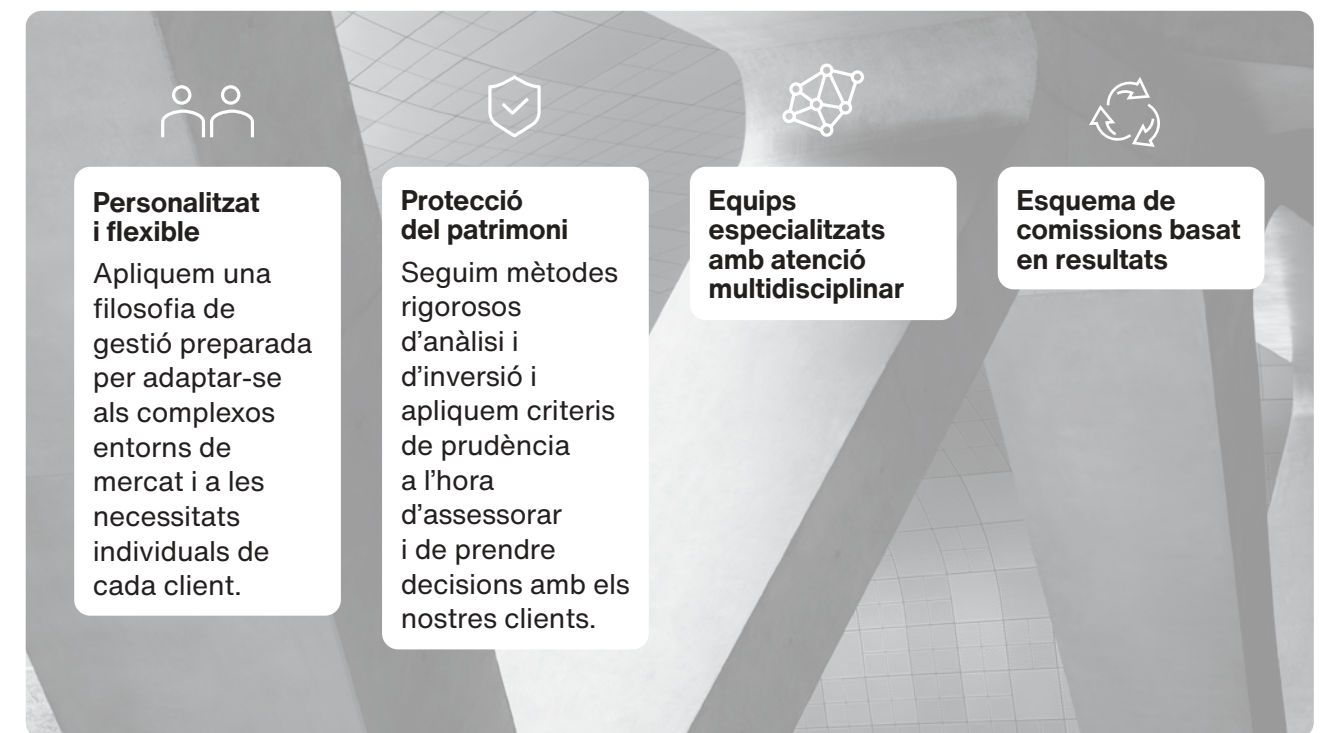 Personalitzat
i flexible
Apliquem una
filosofia de
gestió preparada
per adaptar-se
als complexos
entorns de
mercat i a les
necessitats
individuals de
cada client.
Protecció
del patrimoni
Seguim mètodes
rigorosos
d’anàlisi i
d’inversió i
apliquem criteris
de prudència
a l’hora
d’assessorar
i de prendre
decisions amb els
nostres clients.
Equips
especialitzats
amb atenció
multidisciplinar
Esquema de
comissions basat
en resultats